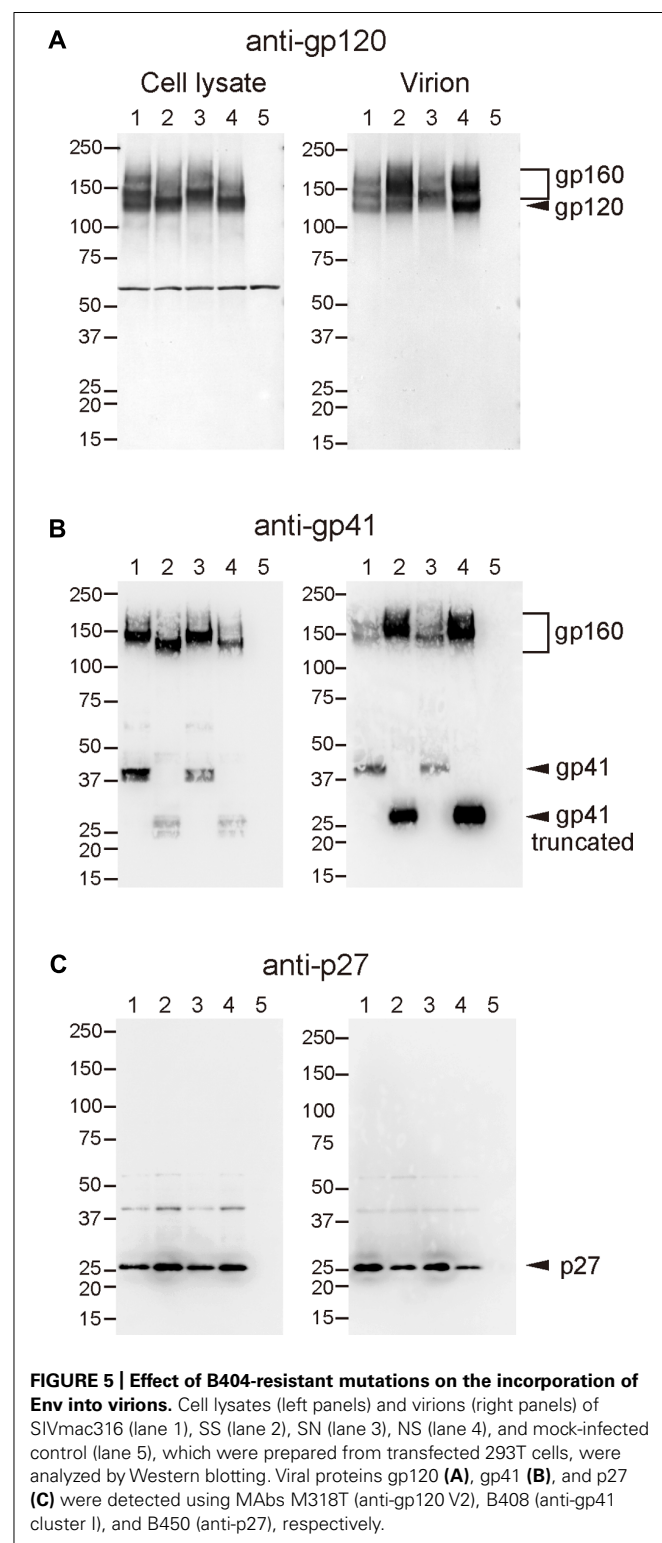 A
anti-gp120
Cell lysate
Virion
1 2 3 4 5
1 2 3 4 5
250
150
100
75
50
37
25
20
15
250
150
100
75
50
37
25
20
15
gp160
gp120
B
anti-gp41
1 2 3 4 5
1 2 3 4 5
250
150
100
75
50
37
25
20
15
250
150
100
75
50
37
25
20
15
gp160
gp41
gp41
truncated
C
anti-p27
1 2 3 4 5
1 2 3 4 5
250
150
100
75
50
37
25
20
15
250
150
100
75
50
37
25
20
15
p27
FIGURE 5 | Effect of B404-resistant mutations on the incorporation of
Env into virions. Cell lysates (left panels) and virions (right panels) of
SIVmac316 (lane 1), SS (lane 2), SN (lane 3), NS (lane 4), and mock-infected
control (lane 5), which were prepared from transfected 293T cells, were
analyzed by Western blotting. Viral proteins gp120 (A), gp41 (B), and p27
(C) were detected using MAbs M318T (anti-gp120 V2), B408 (anti-gp41
cluster I), and B450 (anti-p27), respectively.